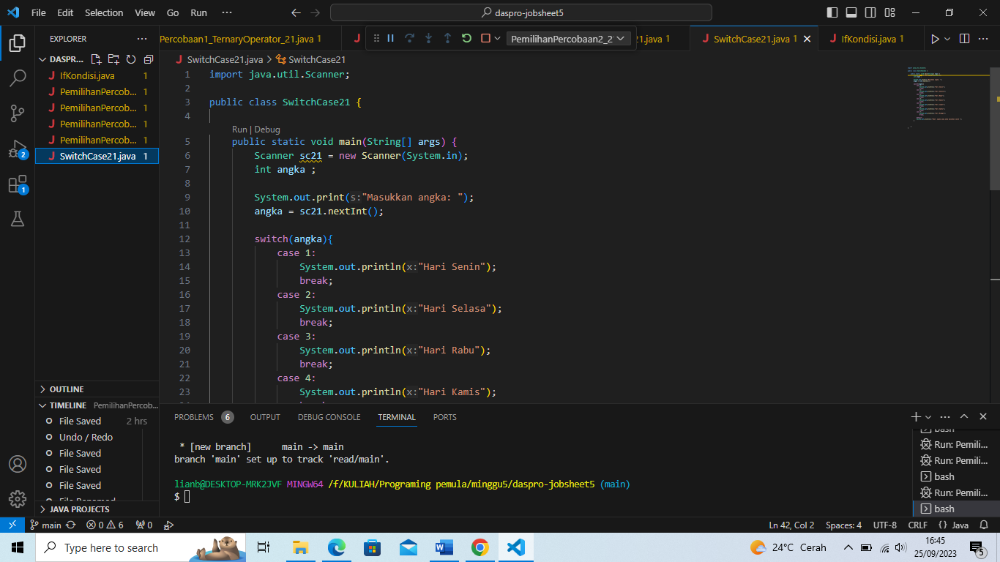 File Edit Selection View Go Run ··· daspro-jobsheet5
EXPLORER ···
DASPR...
IfKondisi.java 1
PemilihanPercob... 1
PemilihanPercob... 1
PemilihanPercob... 1
PemilihanPercob... 1
SwitchCase21.java 1
OUTLINE
TIMELINE PemilihanPercob...
File Saved 2 hrs
Undo / Redo
File Saved
File Saved
File Saved
JAVA PROJECTS
2
1
Percobaan1_TernaryOperator_21.java 1
PemilihanPercobaan2_2
21.java 1
SwitchCase21.java 1
IfKondisi.java 1
SwitchCase21.java > SwitchCase21
1 import java.util.Scanner;
2
3 public class SwitchCase21 {
4
Run | Debug
5 public static void main(String[] args) {
6 Scanner sc21 = new Scanner(System.in);
7 int angka ;
8
9 System.out.print(s:"Masukkan angka: ");
10 angka = sc21.nextInt();
11
12 switch(angka){
13 case 1:
14 System.out.println(x:"Hari Senin");
15 break;
16 case 2:
17 System.out.println(x:"Hari Selasa");
18 break;
19 case 3:
20 System.out.println(x:"Hari Rabu");
21 break;
22 case 4:
23 System.out.println(x:"Hari Kamis");
PROBLEMS 6 OUTPUT DEBUG CONSOLE TERMINAL PORTS
* [new branch] main -> main
branch 'main' set up to track 'read/main'.
lianb@DESKTOP-MRK2JVF MINGW64 /f/KULIAH/Programing pemula/minggu5/daspro-jobsheet5 (main)
$
bash
Run: Pemili...
Run: Pemili...
bash
Run: Pemili...
bash
main 0 6 0 Ln 42, Col 2 Spaces: 4 UTF-8 CRLF {} Java
Type here to search
24°C Cerah
16:45
25/09/2023
5